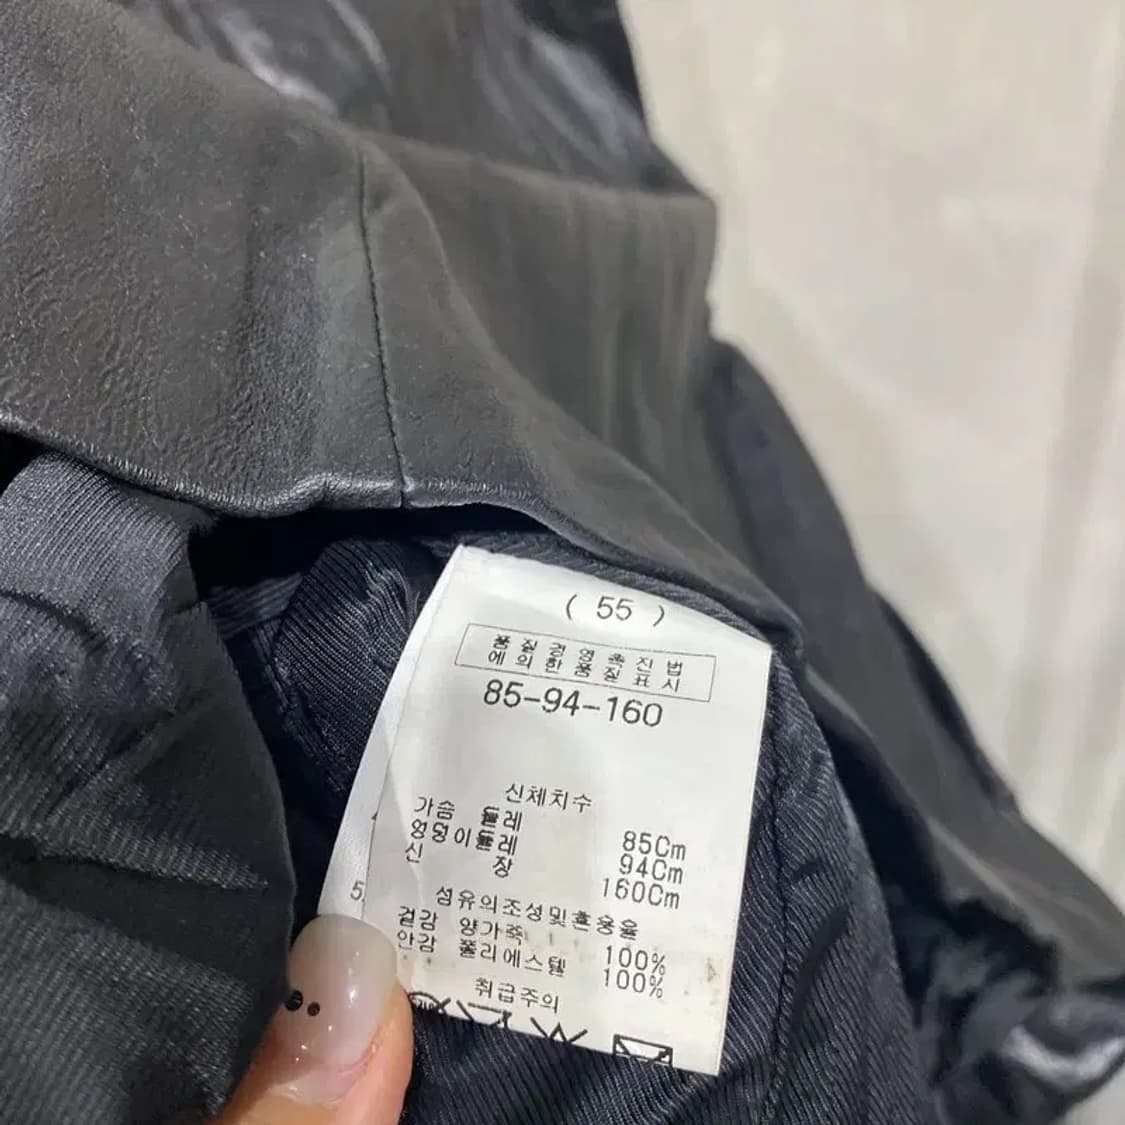 ( 55 )
품질경영촉진법
에의한품질표시
85-94-160
신체치수
가슴 둘레 85Cm
엉덩이둘레 94Cm
신 장 160Cm
섬유의조성및혼용율
겉감 양가죽 100%
안감 폴리에스텔 100%
취급주의
5